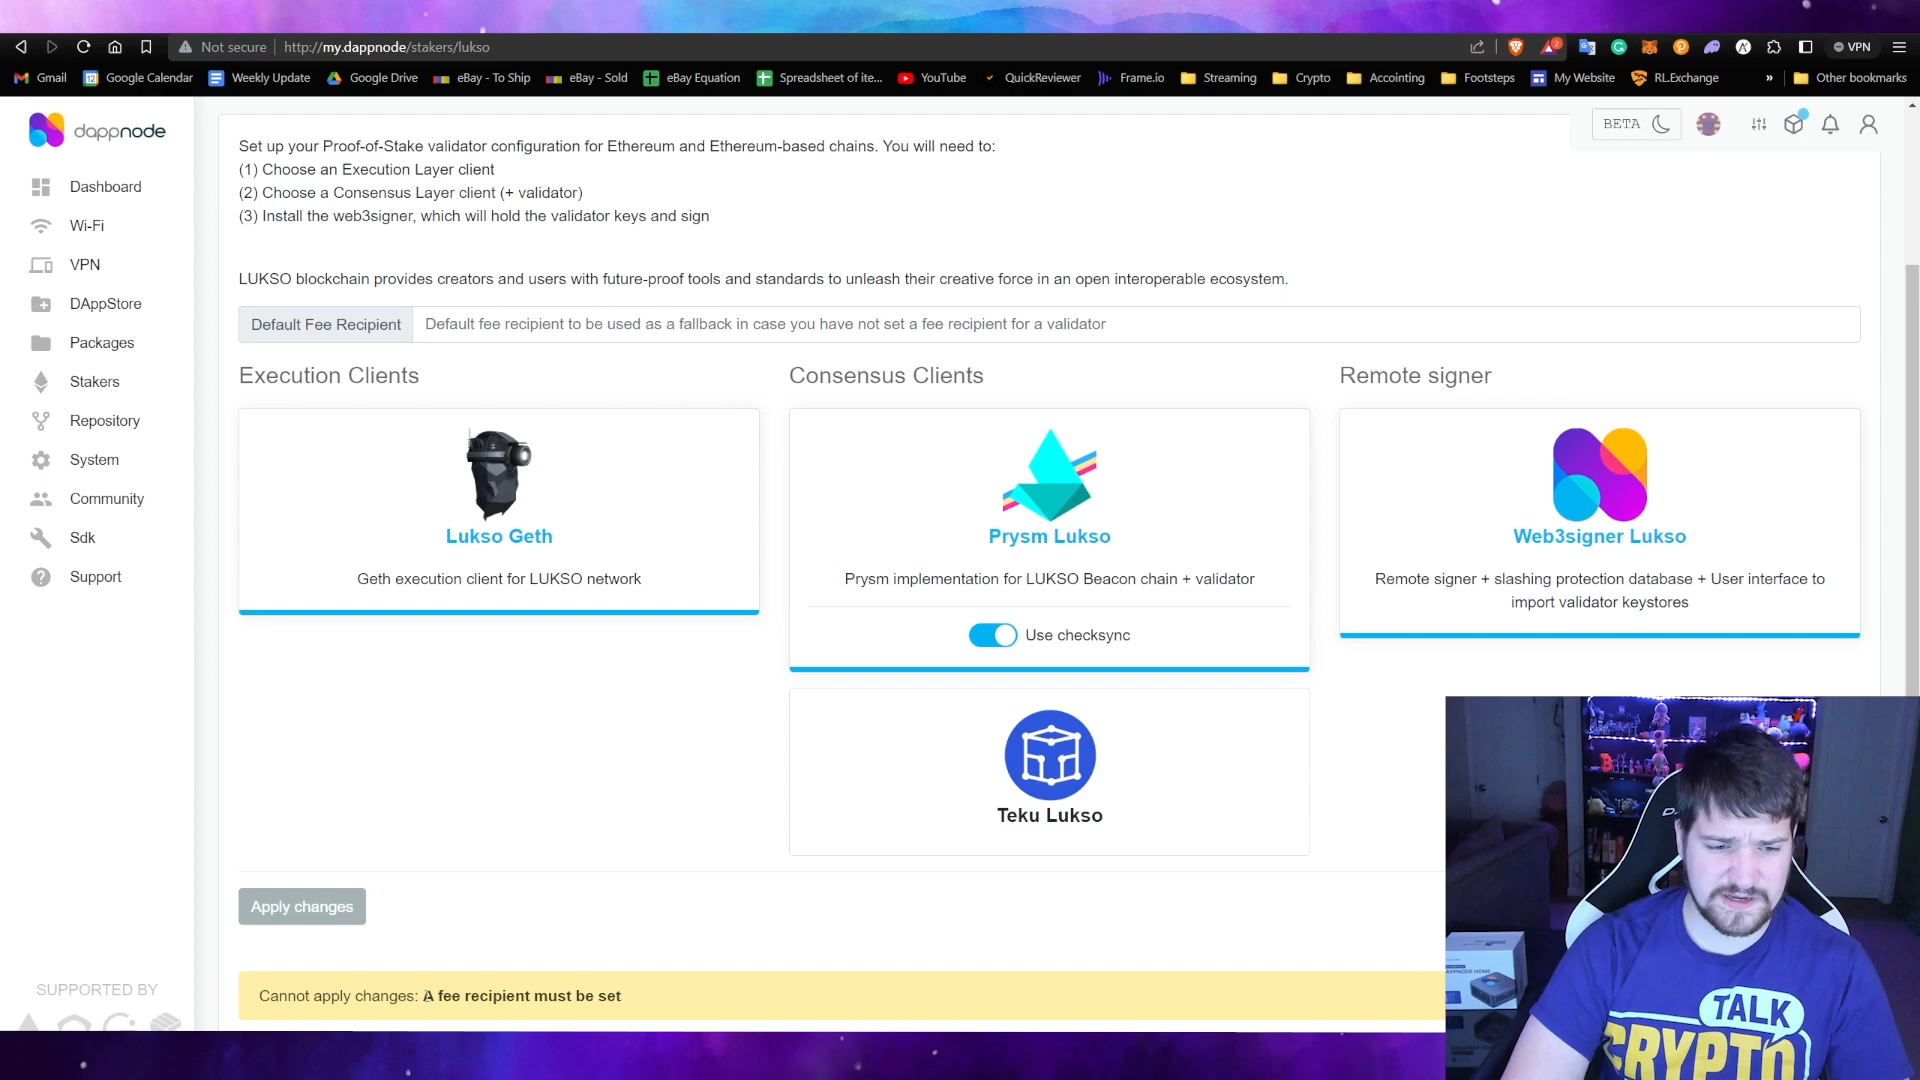 Not secure http://my.dappnode/stakers/lukso
2
VPN
Gmail
12 Google Calendar
Weekly Update
Google Drive
eBay - To Ship
eBay - Sold
eBay Equation
Spreadsheet of ite...
YouTube
QuickReviewer
Frame.io
Streaming
Crypto
Accointing
Footsteps
My Website
RL.Exchange
»
Other bookmarks
dappnode
BETA
Dashboard
Wi-Fi
VPN
DAppStore
Packages
Stakers
Repository
System
Community
Sdk
Support
SUPPORTED BY
Set up your Proof-of-Stake validator configuration for Ethereum and Ethereum-based chains. You will need to:
(1) Choose an Execution Layer client
(2) Choose a Consensus Layer client (+ validator)
(3) Install the web3signer, which will hold the validator keys and sign
LUKSO blockchain provides creators and users with future-proof tools and standards to unleash their creative force in an open interoperable ecosystem.
Default Fee Recipient Default fee recipient to be used as a fallback in case you have not set a fee recipient for a validator
Execution Clients
Lukso Geth
Geth execution client for LUKSO network
Consensus Clients
Prysm Lukso
Prysm implementation for LUKSO Beacon chain + validator
Use checksync
Teku Lukso
Remote signer
Web3signer Lukso
Remote signer + slashing protection database + User interface to
import validator keystores
Apply changes
Cannot apply changes: A fee recipient must be set
DAPPNODE HOME
TALK
CRYPTO